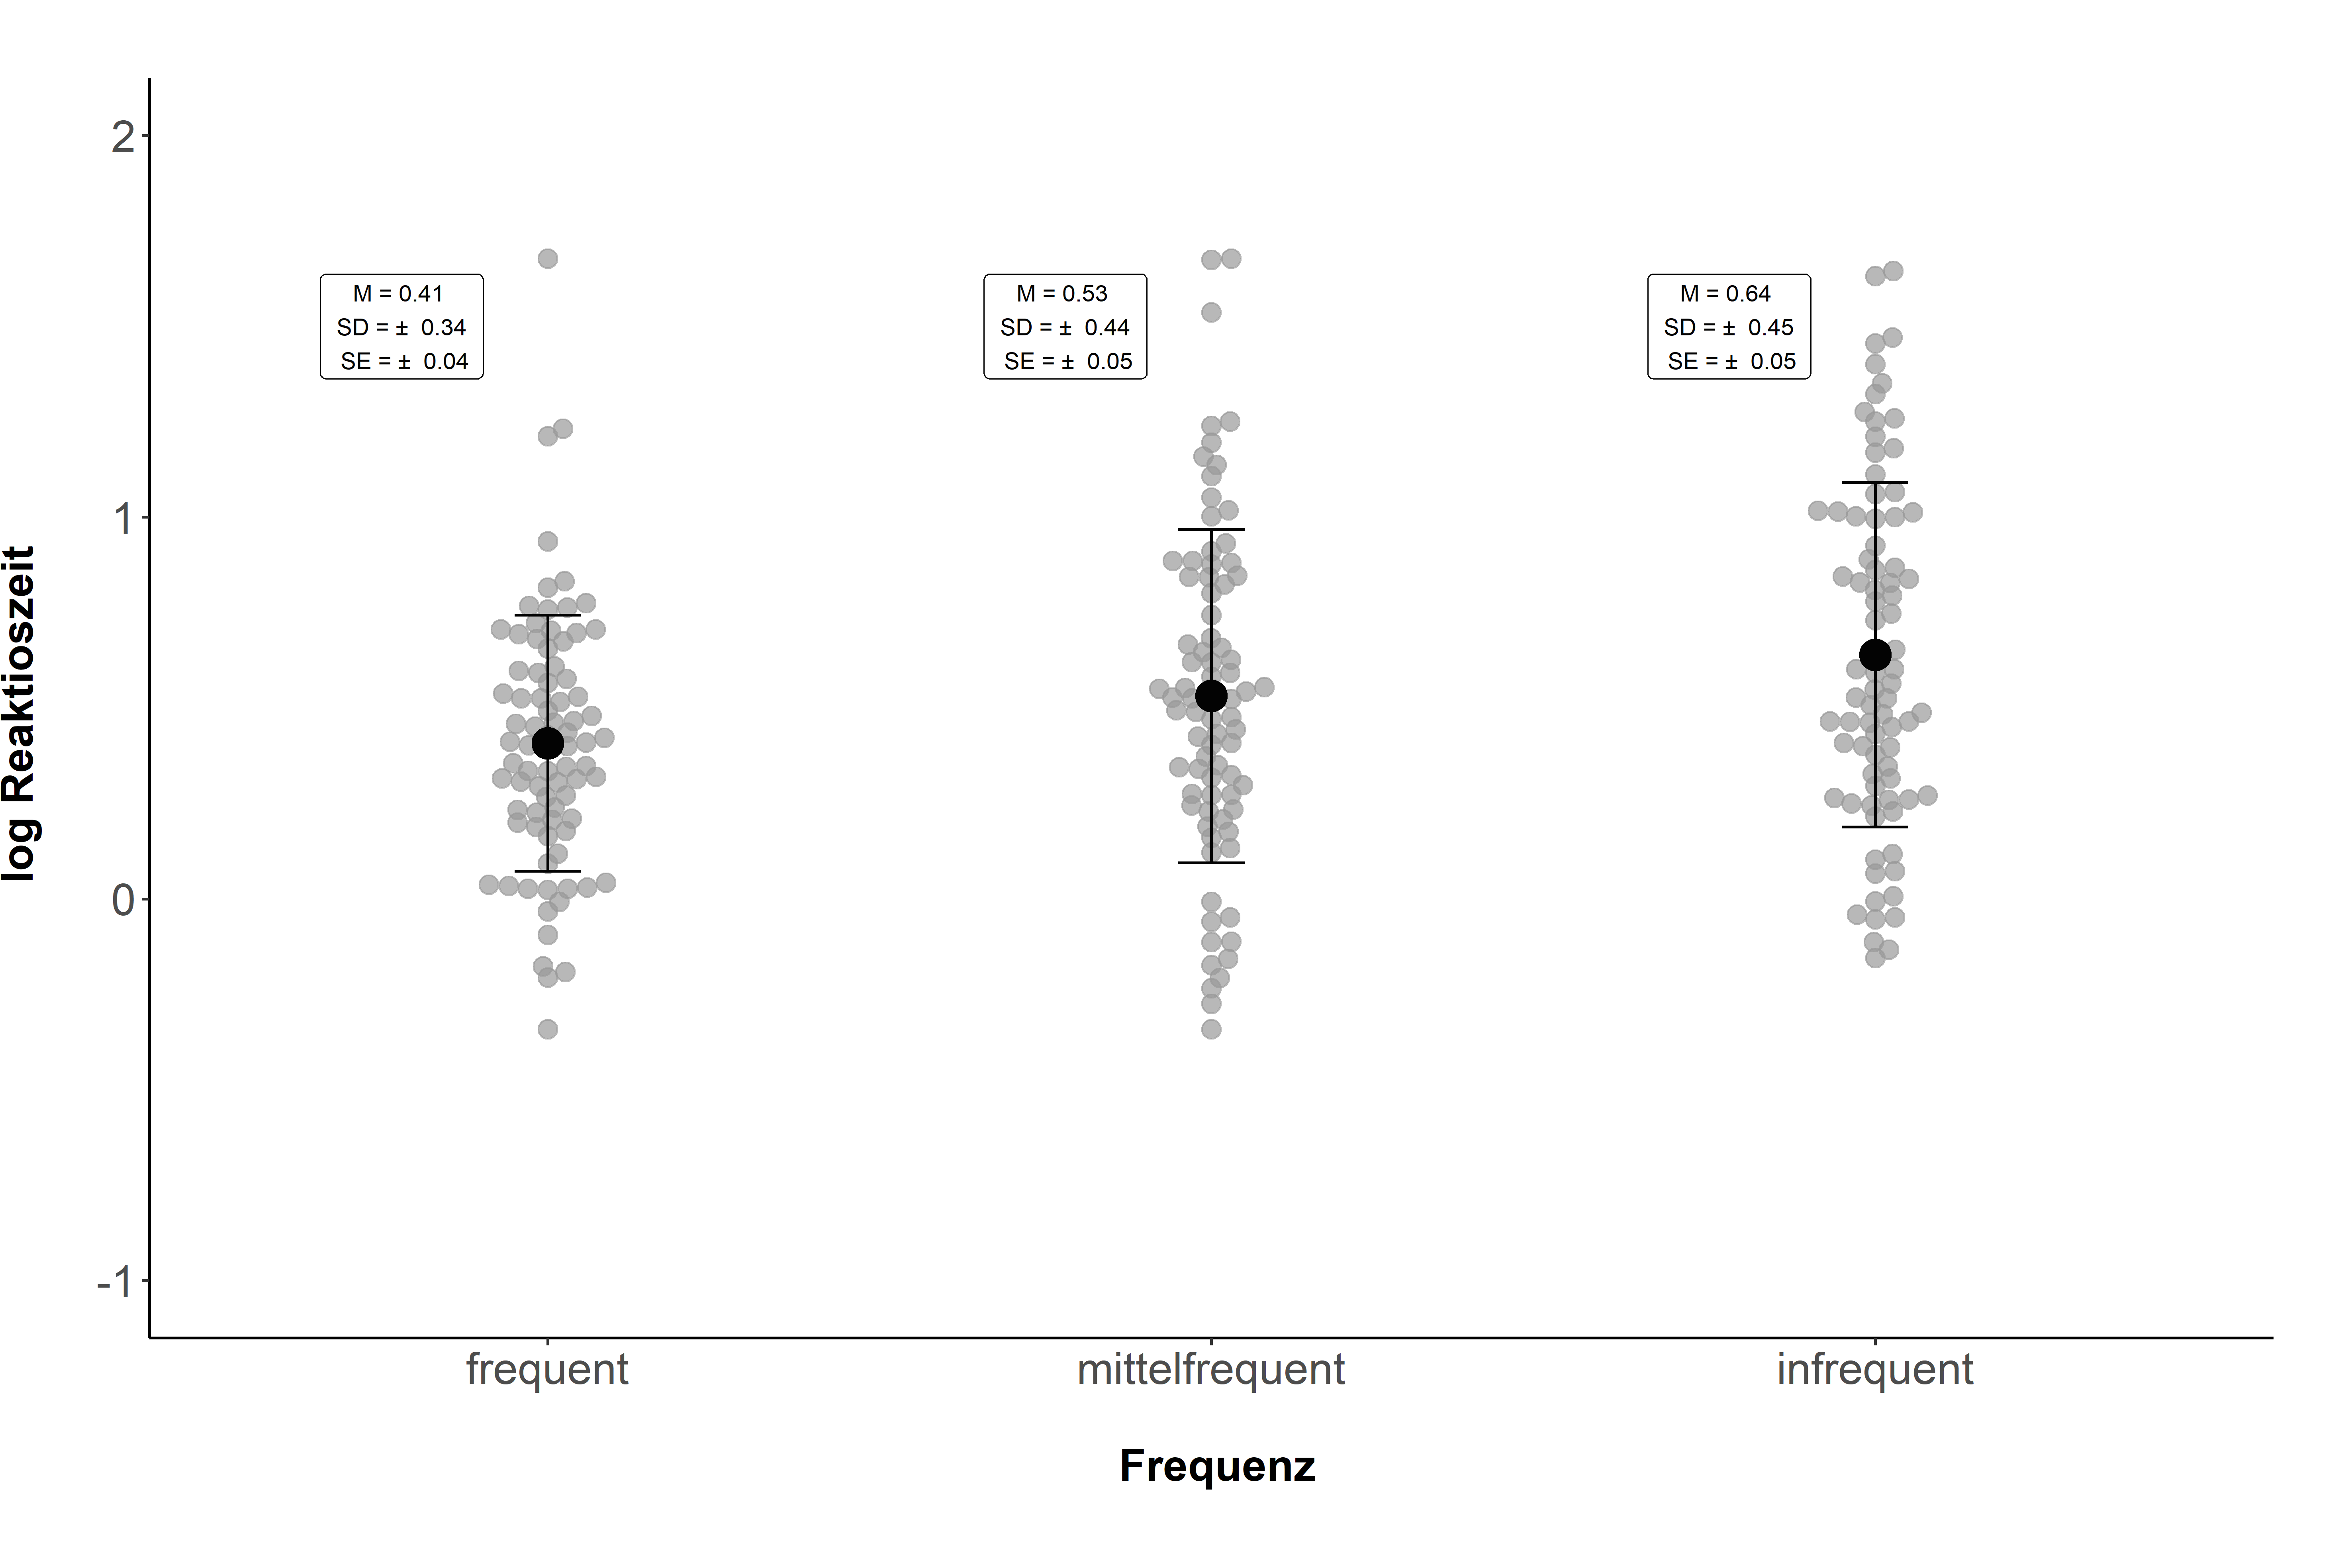 2
M = 0.41
SD = ± 0.34
SE = ± 0.04
M = 0.53
SD = ± 0.44
SE = ± 0.05
M = 0.64
SD = ± 0.45
SE = ± 0.05
1
log Reaktioszeit
0
-1
frequent
mittelfrequent
infrequent
Frequenz